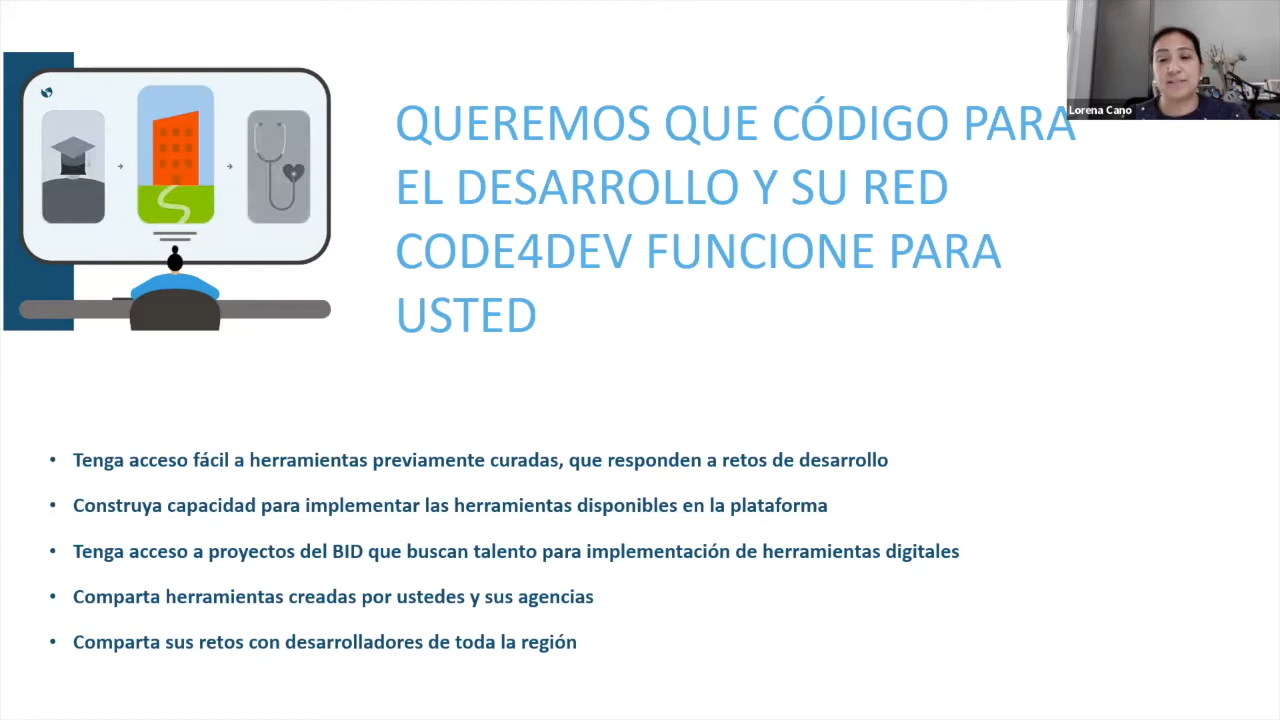 QUEREMOS QUE CÓDIGO PARA
EL DESARROLLO Y SU RED
CODE4DEV FUNCIONE PARA
USTED
Lorena Cano
• Tenga acceso fácil a herramientas previamente curadas, que responden a retos de desarrollo
• Construya capacidad para implementar las herramientas disponibles en la plataforma
• Tenga acceso a proyectos del BID que buscan talento para implementación de herramientas digitales
• Comparta herramientas creadas por ustedes y sus agencias
• Comparta sus retos con desarrolladores de toda la región